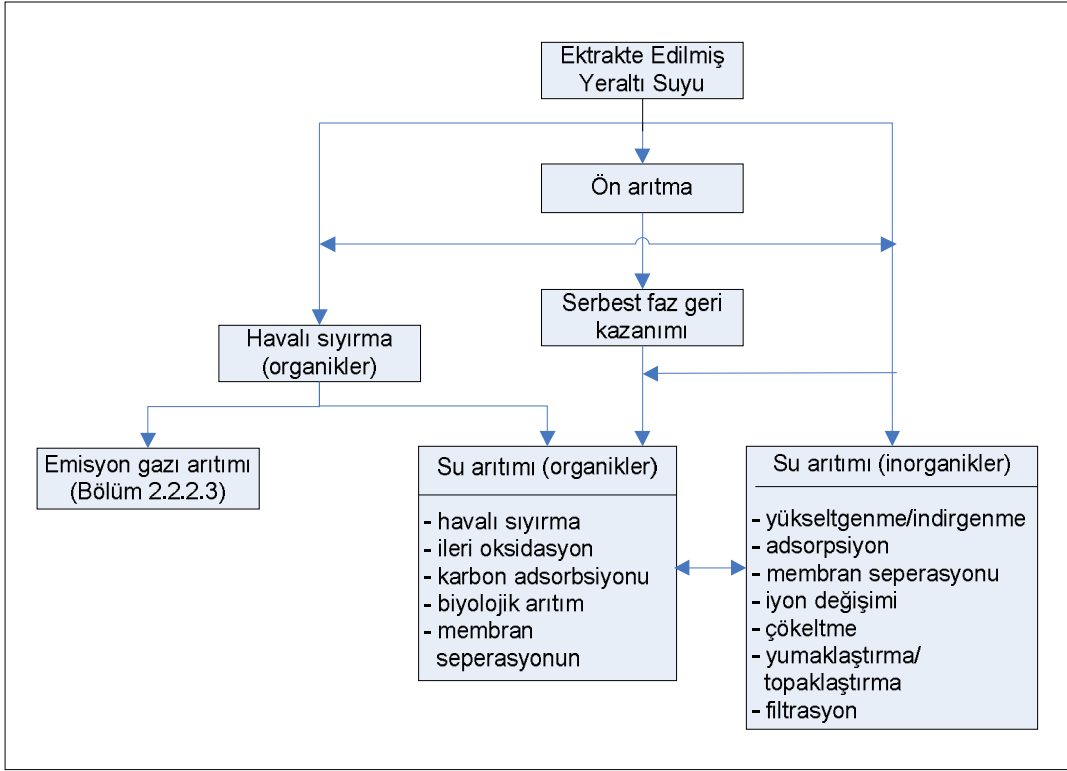 Ektrakte Edilmiş
Yeraltı Suyu
Ön arıtma
Serbest faz geri
kazanımı
Havalı sıyırma
(organikler)
Emisyon gazı arıtımı
(Bölüm 2.2.2.3)
Su arıtımı (organikler)
- havalı sıyırma
- ileri oksidasyon
- karbon adsorbsiyonu
- biyolojik arıtım
- membran
seperasyonun
Su arıtımı (inorganikler)
- yükseltgenme/indirgenme
- adsorpsiyon
- membran seperasyonu
- iyon değişimi
- çökeltme
- yumaklaştırma/
topaklaştırma
- filtrasyon